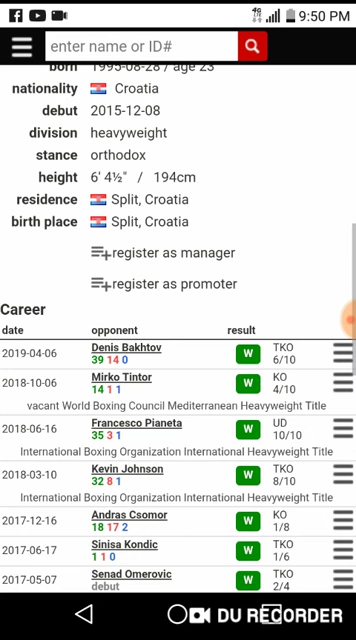 9:50 PM
enter name or ID#
born 1995-08-28 / age 23
nationality Croatia
debut 2015-12-08
division heavyweight
stance orthodox
height 6' 4½" / 194cm
residence Split, Croatia
birth place Split, Croatia
register as manager
register as promoter
Career
date opponent result
2019-04-06 Denis Bakhtov W TKO
39 14 0 6/10
2018-10-06 Mirko Tintor W KO
14 1 1 4/10
vacant World Boxing Council Mediterranean Heavyweight Title
2018-06-16 Francesco Pianeta W UD
35 3 1 10/10
International Boxing Organization International Heavyweight Title
2018-03-10 Kevin Johnson W TKO
32 8 1 8/10
International Boxing Organization International Heavyweight Title
2017-12-16 Andras Csomor W KO
18 17 2 1/8
2017-06-17 Sinisa Kondic W TKO
1 1 0 1/6
2017-05-07 Senad Omerovic W TKO
debut 2/4
DU RECORDER